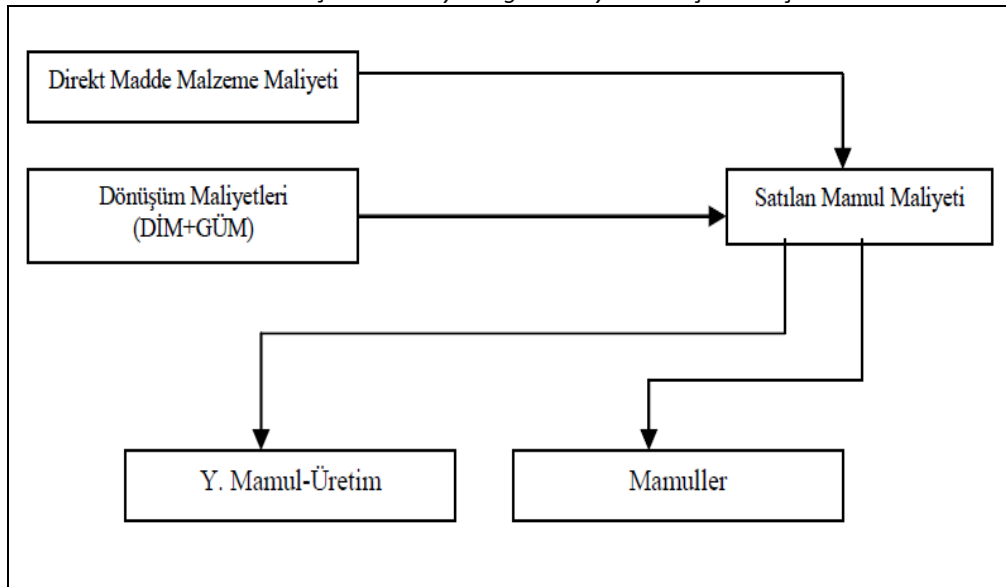 Direkt Madde Malzeme Maliyeti
Dönüşüm Maliyetleri
(DİM+GÜM)
Satılan Mamul Maliyeti
Y. Mamul-Üretim
Mamuller